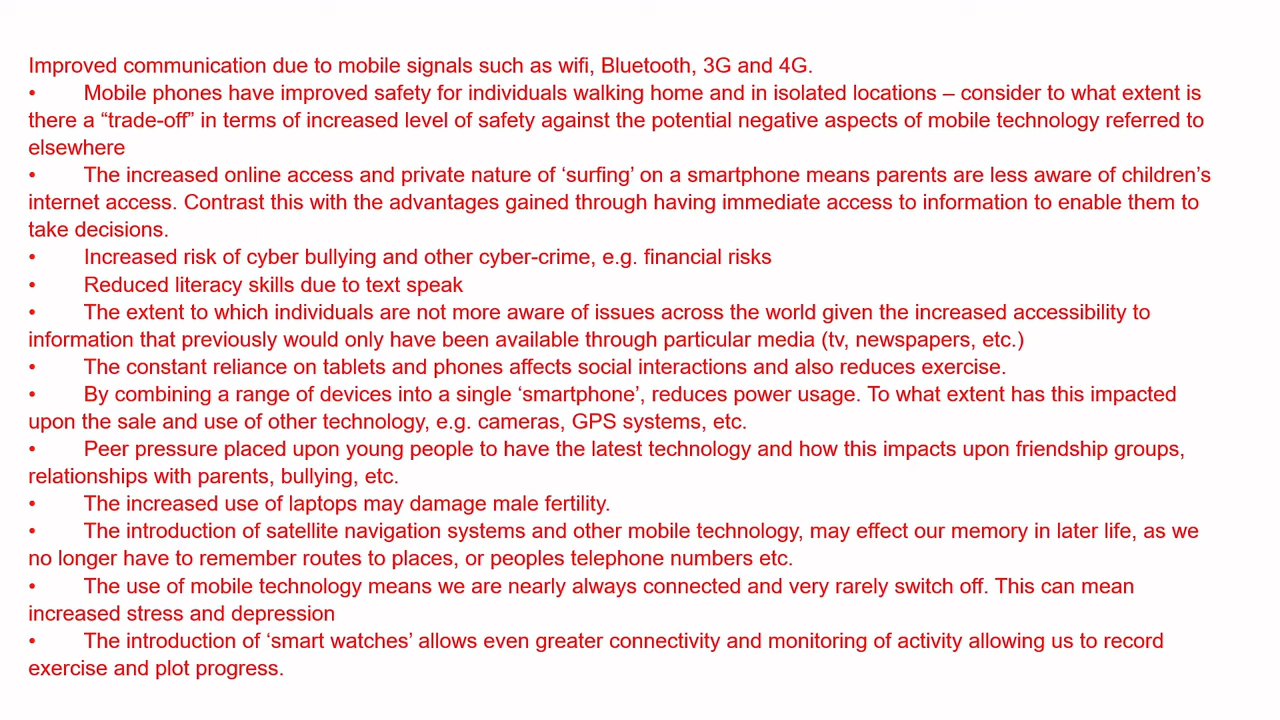 Improved communication due to mobile signals such as wifi, Bluetooth, 3G and 4G.
• Mobile phones have improved safety for individuals walking home and in isolated locations – consider to what extent is
there a “trade-off” in terms of increased level of safety against the potential negative aspects of mobile technology referred to
elsewhere
• The increased online access and private nature of ‘surfing’ on a smartphone means parents are less aware of children’s
internet access. Contrast this with the advantages gained through having immediate access to information to enable them to
take decisions.
• Increased risk of cyber bullying and other cyber-crime, e.g. financial risks
• Reduced literacy skills due to text speak
• The extent to which individuals are not more aware of issues across the world given the increased accessibility to
information that previously would only have been available through particular media (tv, newspapers, etc.)
• The constant reliance on tablets and phones affects social interactions and also reduces exercise.
• By combining a range of devices into a single ‘smartphone’, reduces power usage. To what extent has this impacted
upon the sale and use of other technology, e.g. cameras, GPS systems, etc.
• Peer pressure placed upon young people to have the latest technology and how this impacts upon friendship groups,
relationships with parents, bullying, etc.
• The increased use of laptops may damage male fertility.
• The introduction of satellite navigation systems and other mobile technology, may effect our memory in later life, as we
no longer have to remember routes to places, or peoples telephone numbers etc.
• The use of mobile technology means we are nearly always connected and very rarely switch off. This can mean
increased stress and depression
• The introduction of ‘smart watches’ allows even greater connectivity and monitoring of activity allowing us to record
exercise and plot progress.